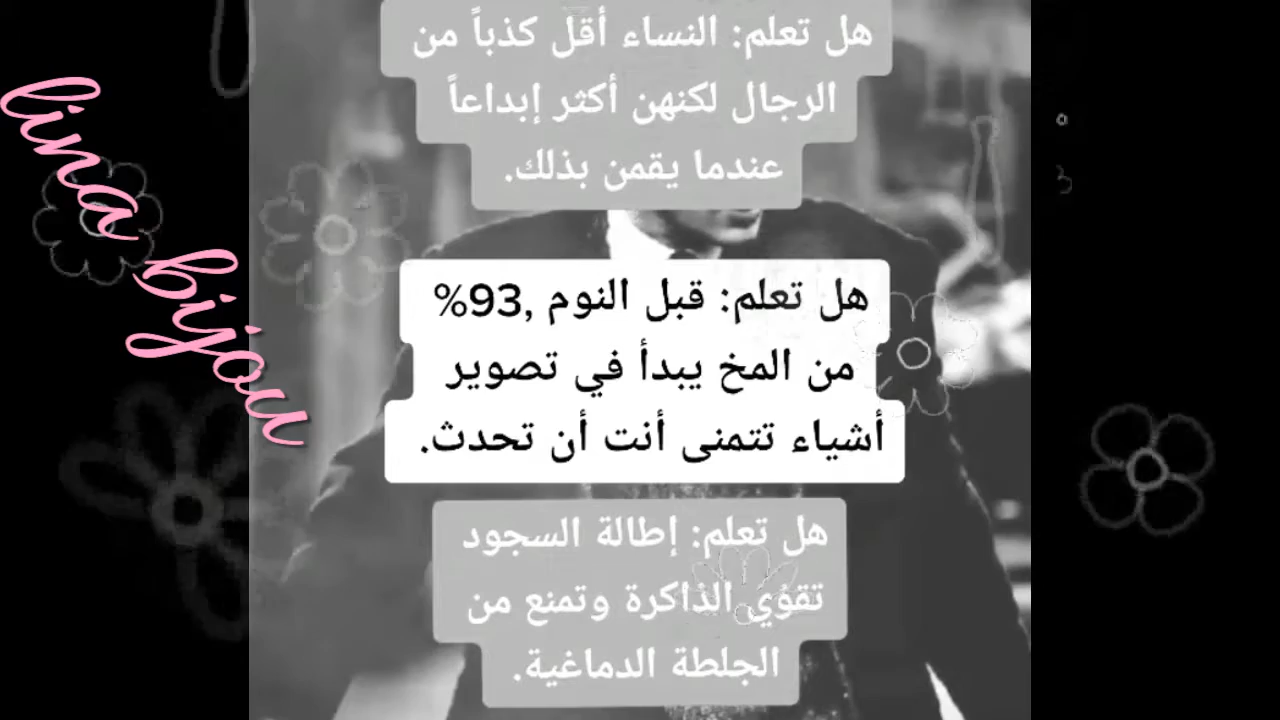 lina bijou
هل تعلم: النساء أقل كذباً من
الرجال لكنهن أكثر إبداعاً
عندما يقمن بذلك.
هل تعلم: قبل النوم ,93%
من المخ يبدأ في تصوير
أشياء تتمنى أنت أن تحدث.
هل تعلم: إطالة السجود
تقوي الذاكرة وتمنع من
الجلطة الدماغية.